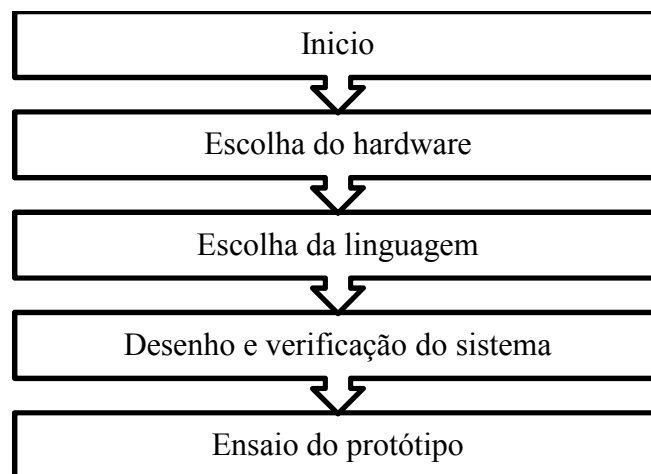 Inicio
Escolha do hardware
Escolha da linguagem
Desenho e verificação do sistema
Ensaio do protótipo